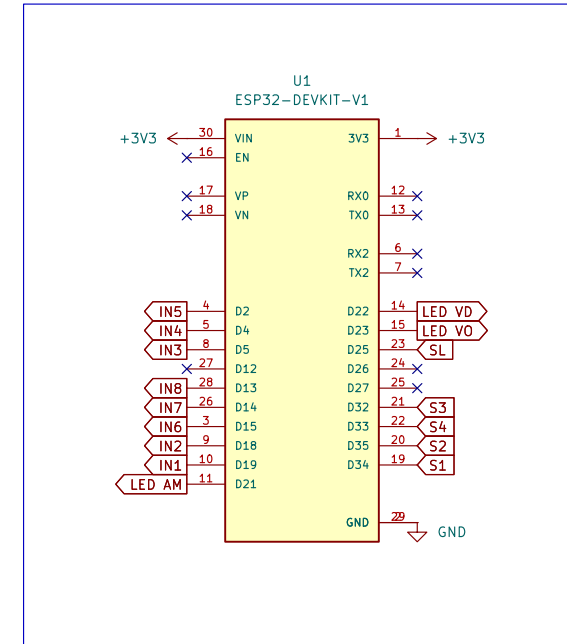 U1
ESP32-DEVKIT-V1
+3V3 30 VIN 3V3 1 +3V3
16 EN
17 VP RX0 12
18 VN TX0 13
RX2 6
TX2 7
IN5 4 D2 D22 14 LED VD
IN4 5 D4 D23 15 LED VO
IN3 8 D5 D25 23 SL
27 D12 D26 24
IN8 28 D13 D27 25
IN7 26 D14 D32 21 S3
IN6 3 D15 D33 22 S4
IN2 9 D18 D35 20 S2
IN1 10 D19 D34 19 S1
LED AM 11 D21
GND GND